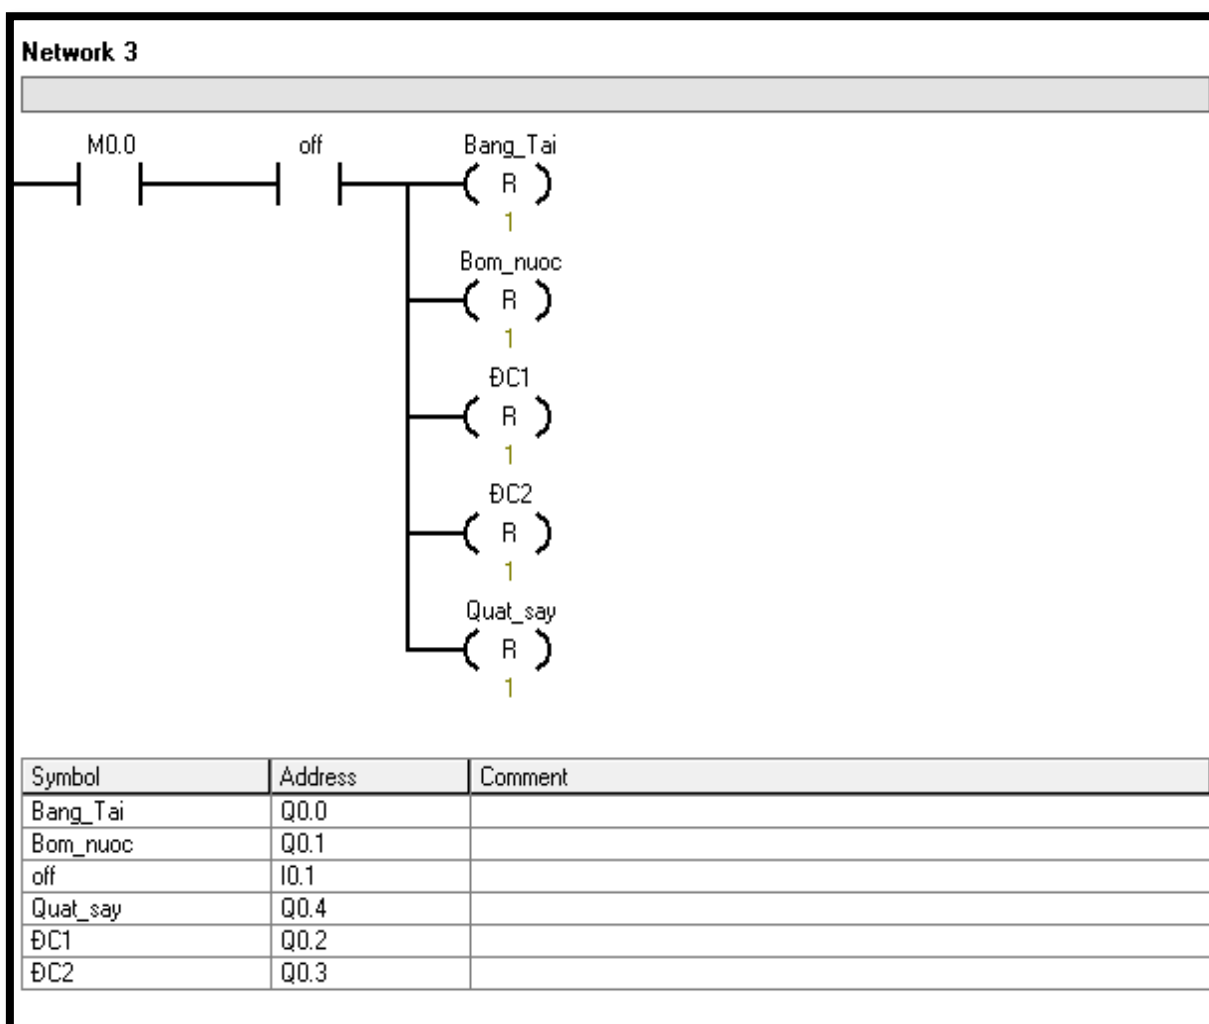 Network 3
M0.0 off Bang_Tai
R
1
Bom_nuoc
R
1
ĐC1
R
1
ĐC2
R
1
Quat_say
R
1
Symbol Address Comment
Bang_Tai Q0.0
Bom_nuoc Q0.1
off I0.1
Quat_say Q0.4
ĐC1 Q0.2
ĐC2 Q0.3